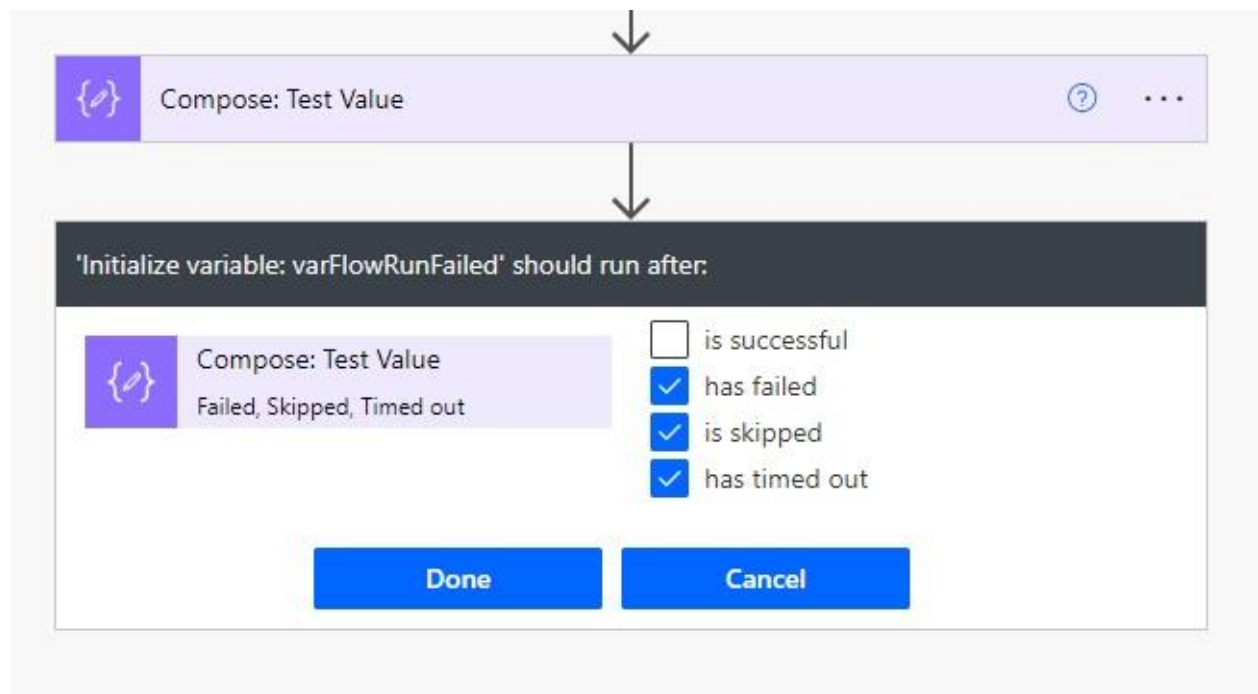 Compose: Test Value
'Initialize variable: varFlowRunFailed' should run after:
Compose: Test Value
Failed, Skipped, Timed out
is successful
has failed
is skipped
has timed out
Done
Cancel